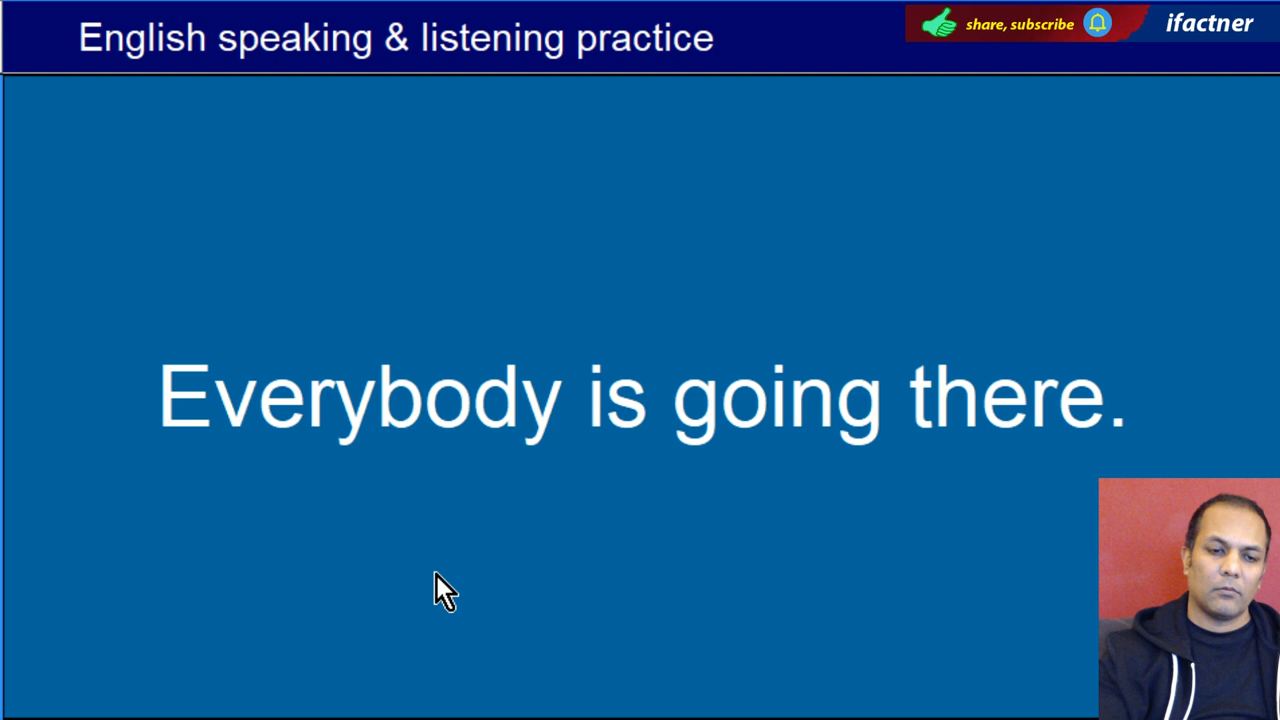 English speaking & listening practice
share, subscribe
ifactner
Everybody is going there.